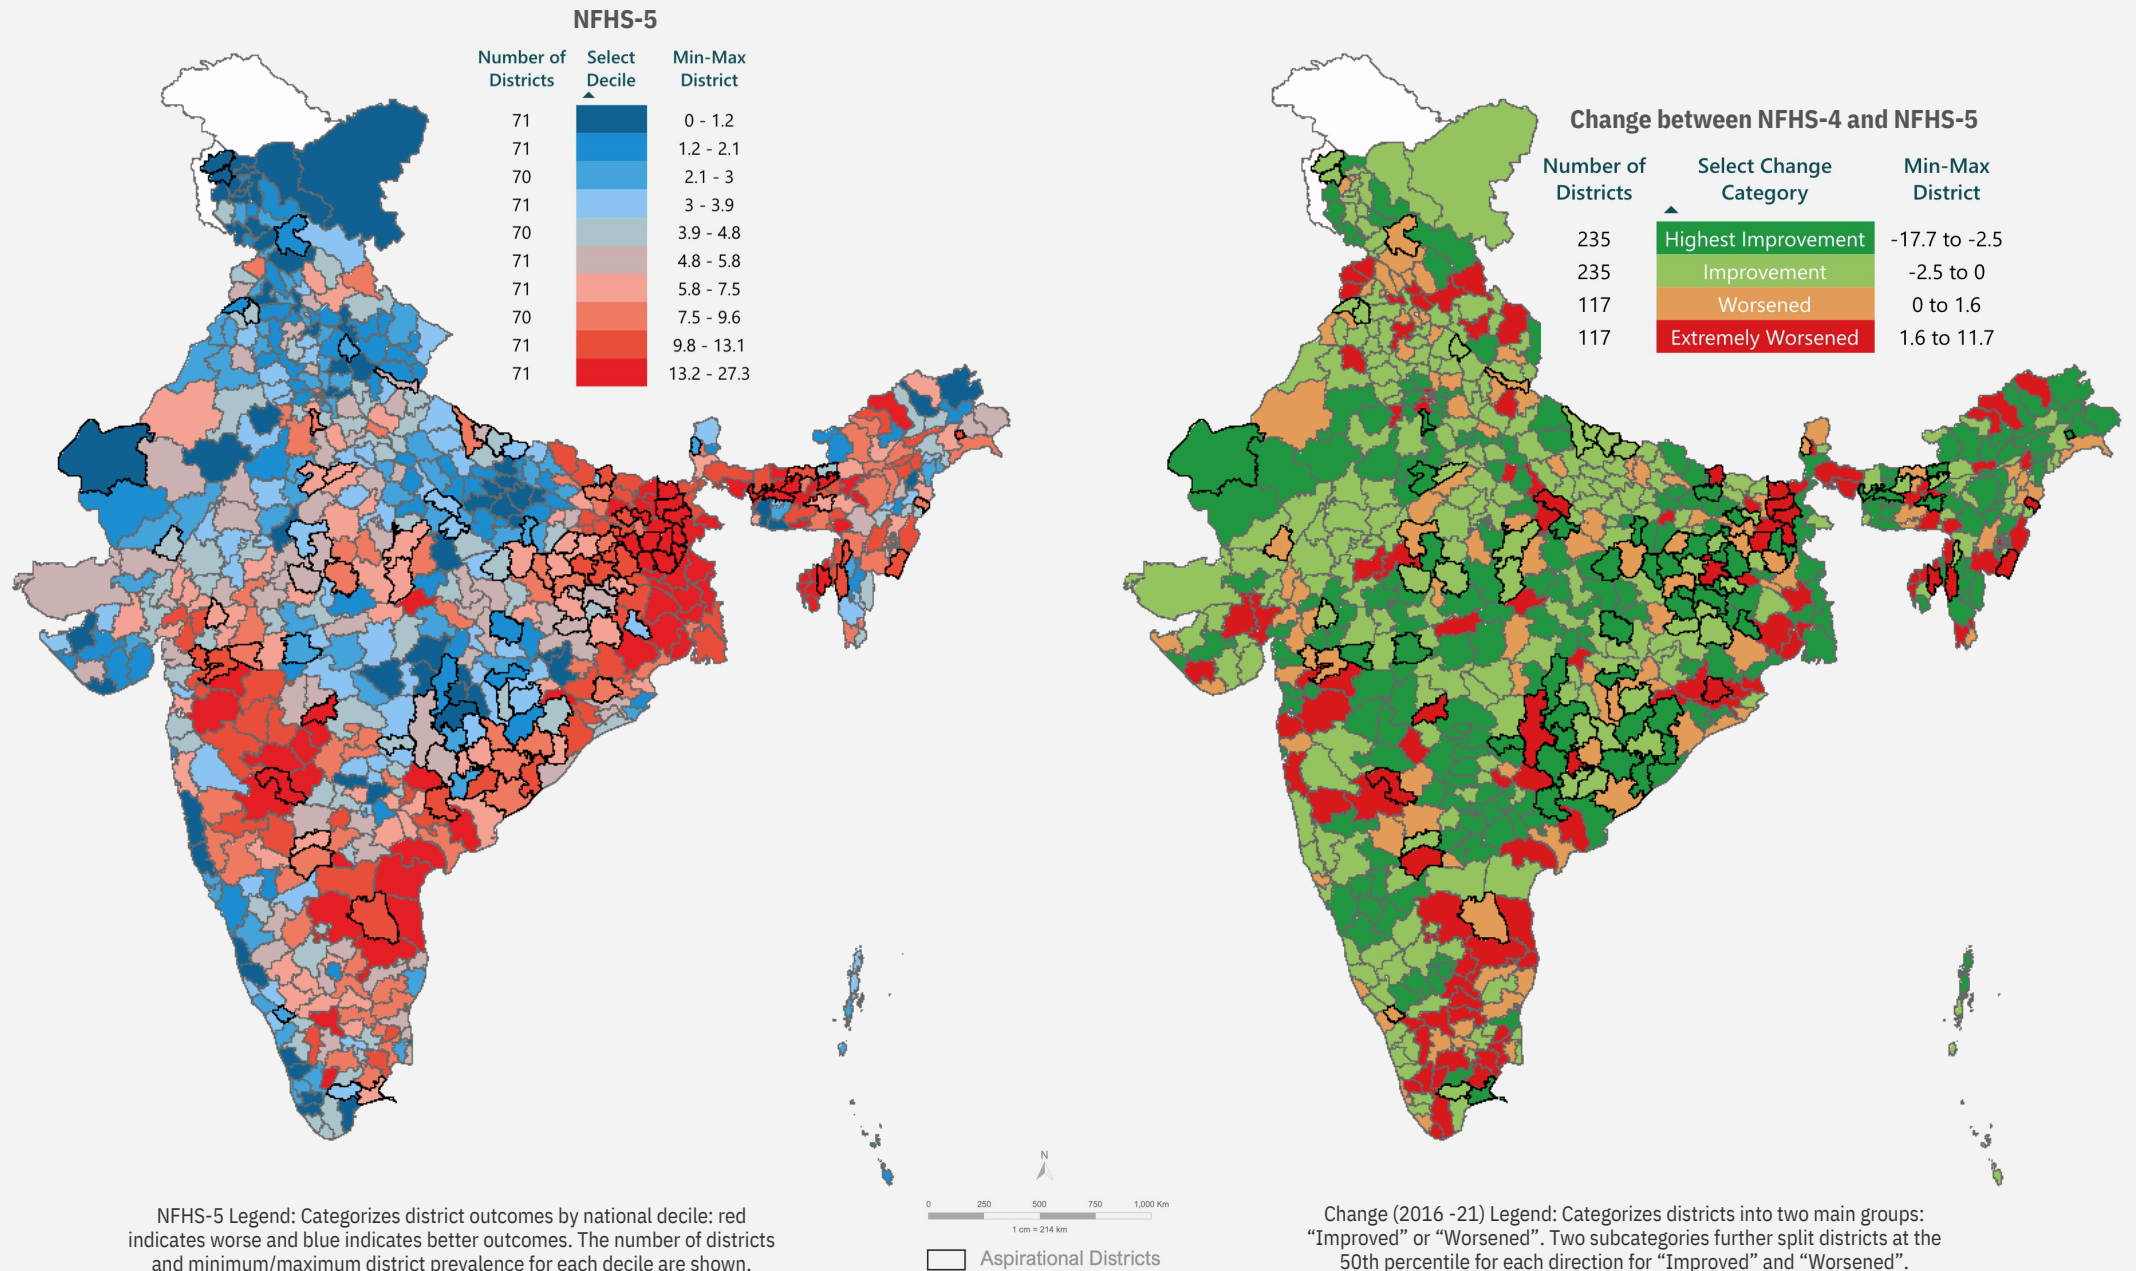 NFHS-5
Number of Districts
Select Decile
Min-Max District
71 0 - 1.2
71 1.2 - 2.1
70 2.1 - 3
71 3 - 3.9
70 3.9 - 4.8
71 4.8 - 5.8
71 5.8 - 7.5
70 7.5 - 9.6
71 9.8 - 13.1
71 13.2 - 27.3
Change between NFHS-4 and NFHS-5
Number of Districts
Select Change Category
Min-Max District
235 Highest Improvement -17.7 to -2.5
235 Improvement -2.5 to 0
117 Worsened 0 to 1.6
117 Extremely Worsened 1.6 to 11.7
NFHS-5 Legend: Categorizes district outcomes by national decile: red
indicates worse and blue indicates better outcomes. The number of districts
and minimum/maximum district prevalence for each decile are shown.
N
0 250 500 750 1,000 Km
1 cm = 214 km
Aspirational Districts
Change (2016 -21) Legend: Categorizes districts into two main groups:
“Improved” or “Worsened”. Two subcategories further split districts at the
50th percentile for each direction for “Improved” and “Worsened”.